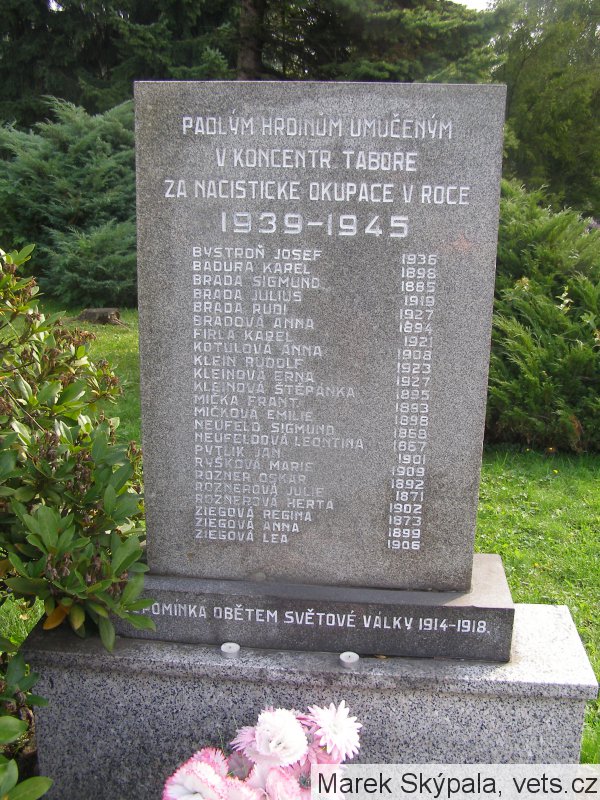 PADLÝM HRDINŮM UMUČENÝM
V KONCENTR TÁBOŘE
ZA NACISTICKÉ OKUPACE V ROCE
1939-1945
BYSTROŇ JOSEF 1936
BADURA KAREL 1898
BRADA SIGMUND 1885
BRADA JULIUS 1919
BRADA RUDI 1927
BRADOVÁ ANNA 1894
FIRLA KAREL 1921
KOTULOVÁ ANNA 1908
KLEIN RUDOLF 1923
KLEINOVÁ ERNA 1927
KLEINOVÁ ŠTĚPÁNKA 1895
MIČKA FRANT 1893
MIČKOVÁ EMILIE 1898
NEUFELD SIGMUND 1868
NEUFELDOVÁ LEONTINA 1867
PYTLIK JAN 1901
RYŠKOVÁ MARIE 1909
ROZNER OSKAR 1892
ROZNEROVÁ JULIE 1871
ROZNEROVÁ HERTA 1902
ZIEGOVÁ REGINA 1873
ZIEGOVÁ ANNA 1899
ZIEGOVÁ LEA 1906
VZPOMÍNKA OBĚTEM SVĚTOVÉ VÁLKY 1914-1918.
Marek Skýpala, vets.cz